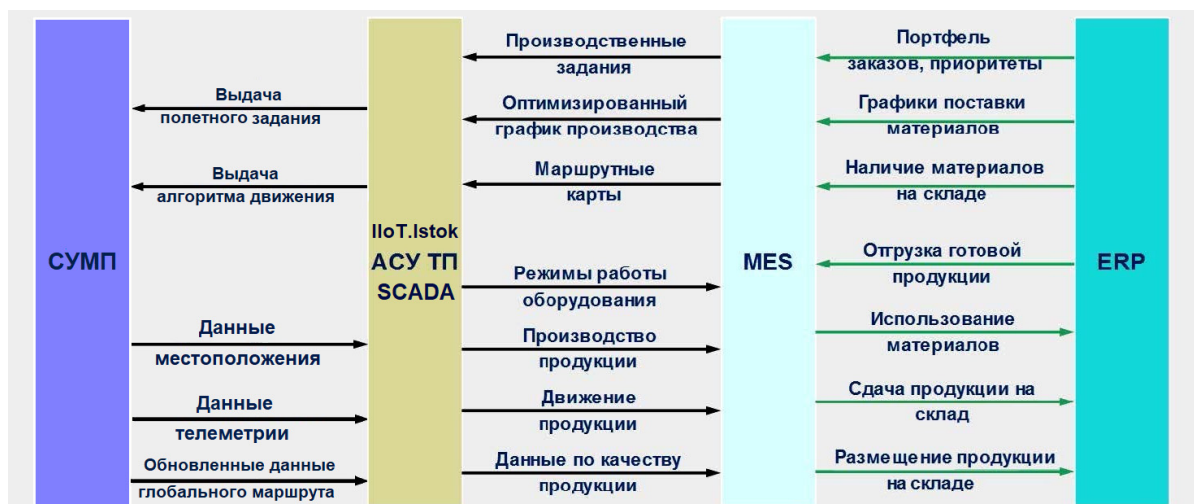 СУМП
Выдача
полетного задания
Выдача
алгоритма движения
Данные
местоположения
Данные
телеметрии
Обновленные данные
глобального маршрута
IIoT.Istok
АСУ ТП
SCADA
Производственные
задания
Оптимизированный
график производства
Маршрутные
карты
Режимы работы
оборудования
Производство
продукции
Движение
продукции
Данные по качеству
продукции
MES
Портфель
заказов, приоритеты
Графики поставки
материалов
Наличие материалов
на складе
Отгрузка готовой
продукции
Использование
материалов
Сдача продукции на
склад
Размещение продукции
на складе
ERP